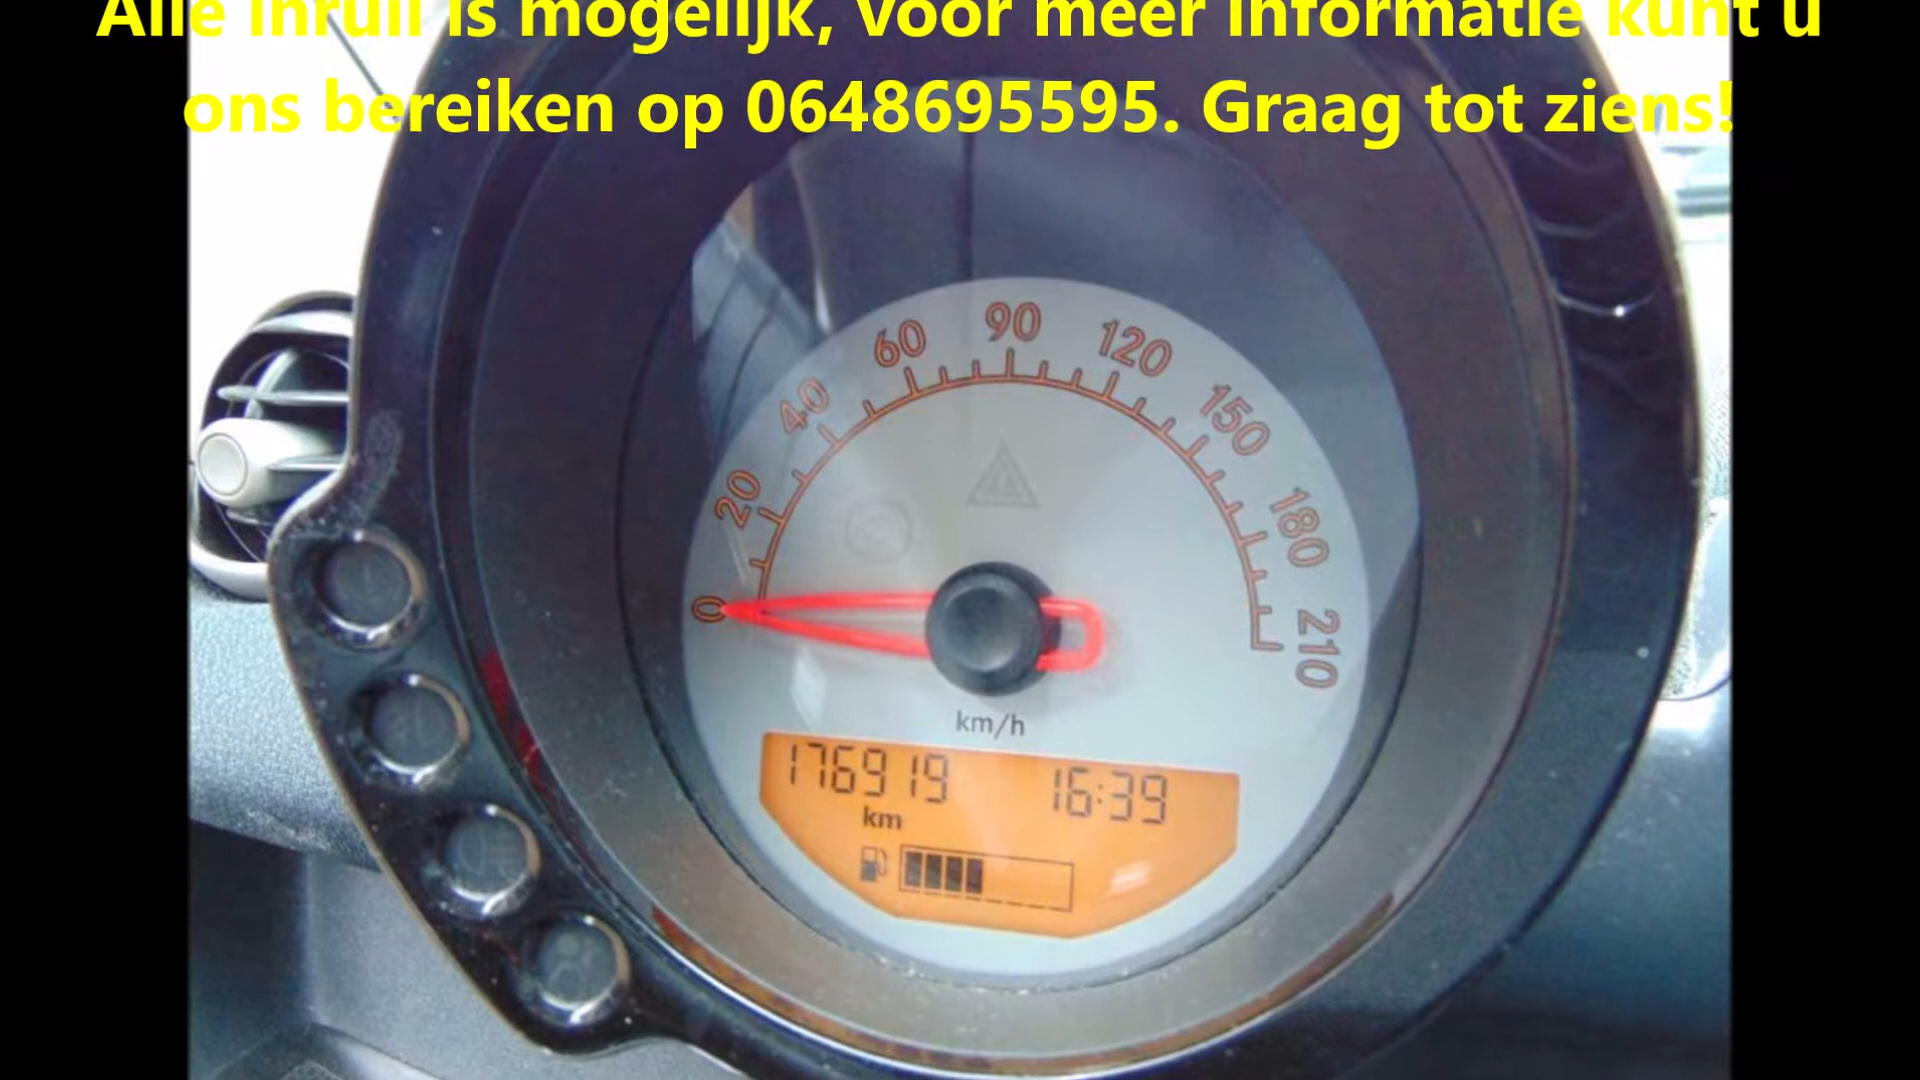 Alle inruil is mogelijk, voor meer informatie kunt u
ons bereiken op 0648695595. Graag tot ziens!
0
20
40
60
90
120
150
180
210
km/h
176919 16:39
km